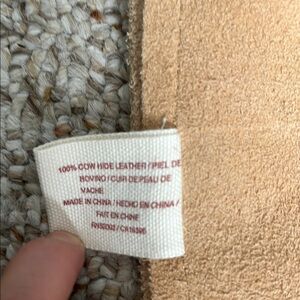 100% COW HIDE LEATHER / PIEL DE
BOVINO / CUIR DE PEAU DE
VACHE
MADE IN CHINA / HECHO EN CHINA /
FAIT EN CHINE